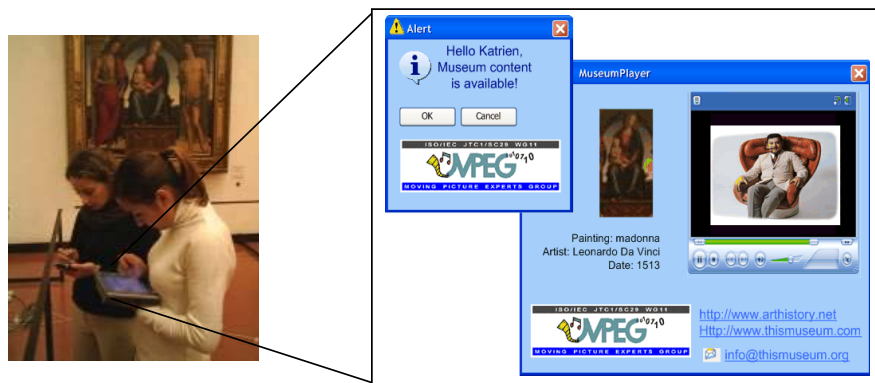 Alert
Hello Katrien,
Museum content
is available!
OK
Cancel
ISO/IEC JTC1/SC29 WG11
MPEG
MOVING PICTURE EXPERTS GROUP
MuseumPlayer
Painting: madonna
Artist: Leonardo Da Vinci
Date: 1513
ISO/IEC JTC1/SC29 WG11
MPEG
MOVING PICTURE EXPERTS GROUP
http://www.arthistory.net
Http://www.thismuseum.com
info@thismuseum.org